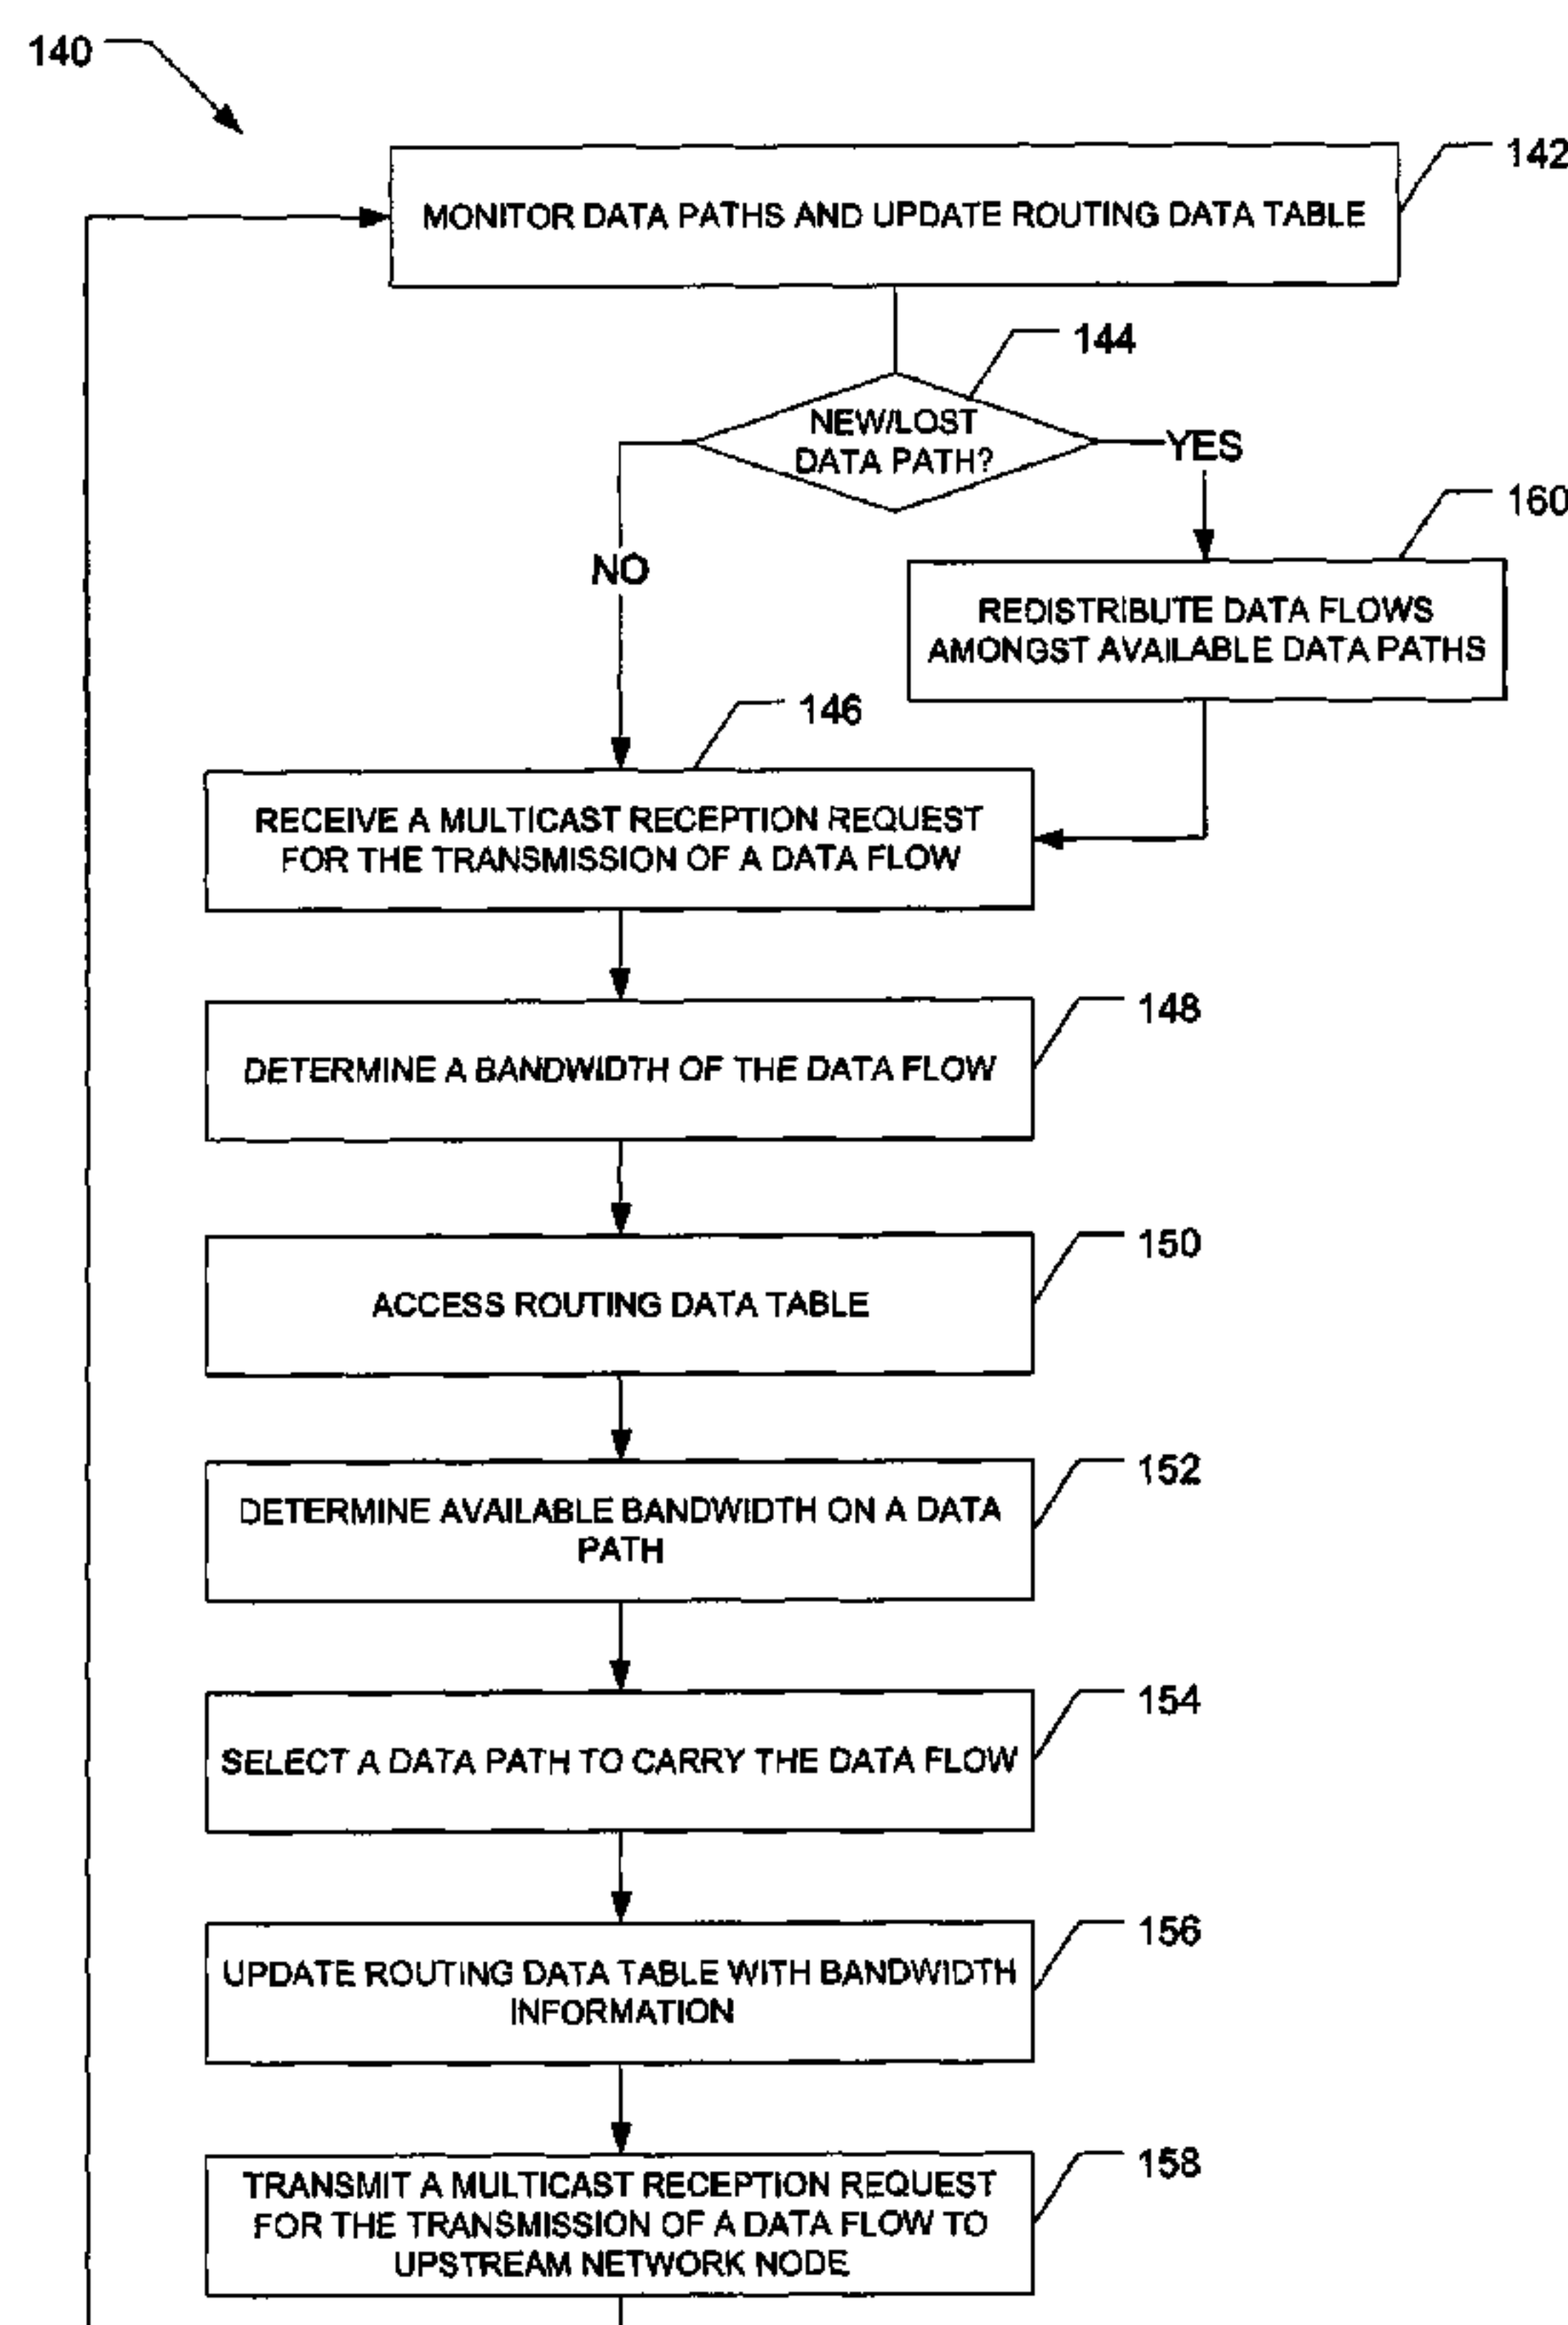 140
142
MONITOR DATA PATHS AND UPDATE ROUTING DATA TABLE
144
NEW/LOST
DATA PATH?
YES
160
NO
REDISTRIBUTE DATA FLOWS
AMONGST AVAILABLE DATA PATHS
146
RECEIVE A MULTICAST RECEPTION REQUEST
FOR THE TRANSMISSION OF A DATA FLOW
148
DETERMINE A BANDWIDTH OF THE DATA FLOW
150
ACCESS ROUTING DATA TABLE
152
DETERMINE AVAILABLE BANDWIDTH ON A DATA
PATH
154
SELECT A DATA PATH TO CARRY THE DATA FLOW
156
UPDATE ROUTING DATA TABLE WITH BANDWIDTH
INFORMATION
158
TRANSMIT A MULTICAST RECEPTION REQUEST
FOR THE TRANSMISSION OF A DATA FLOW TO
UPSTREAM NETWORK NODE